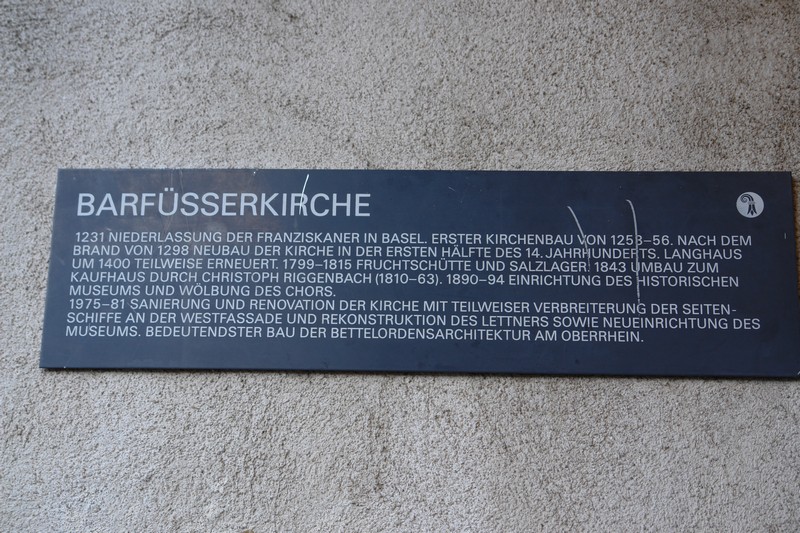 BARFÜSSERKIRCHE
1231 NIEDERLASSUNG DER FRANZISKANER IN BASEL. ERSTER KIRCHENBAU VON 1253–56. NACH DEM
BRAND VON 1298 NEUBAU DER KIRCHE IN DER ERSTEN HÄLFTE DES 14. JAHRHUNDERTS. LANGHAUS
UM 1400 TEILWEISE ERNEUERT. 1799–1815 FRUCHTSCHÜTTE UND SALZLAGER. 1843 UMBAU ZUM
KAUFHAUS DURCH CHRISTOPH RIGGENBACH (1810–63). 1890–94 EINRICHTUNG DES HISTORISCHEN
MUSEUMS UND WÖLBUNG DES CHORS.
1975–81 SANIERUNG UND RENOVATION DER KIRCHE MIT TEILWEISER VERBREITERUNG DER SEITEN-
SCHIFFE AN DER WESTFASSADE UND REKONSTRUKTION DES LETTNERS SOWIE NEUEINRICHTUNG DES
MUSEUMS. BEDEUTENDSTER BAU DER BETTELORDENSARCHITEKTUR AM OBERRHEIN.